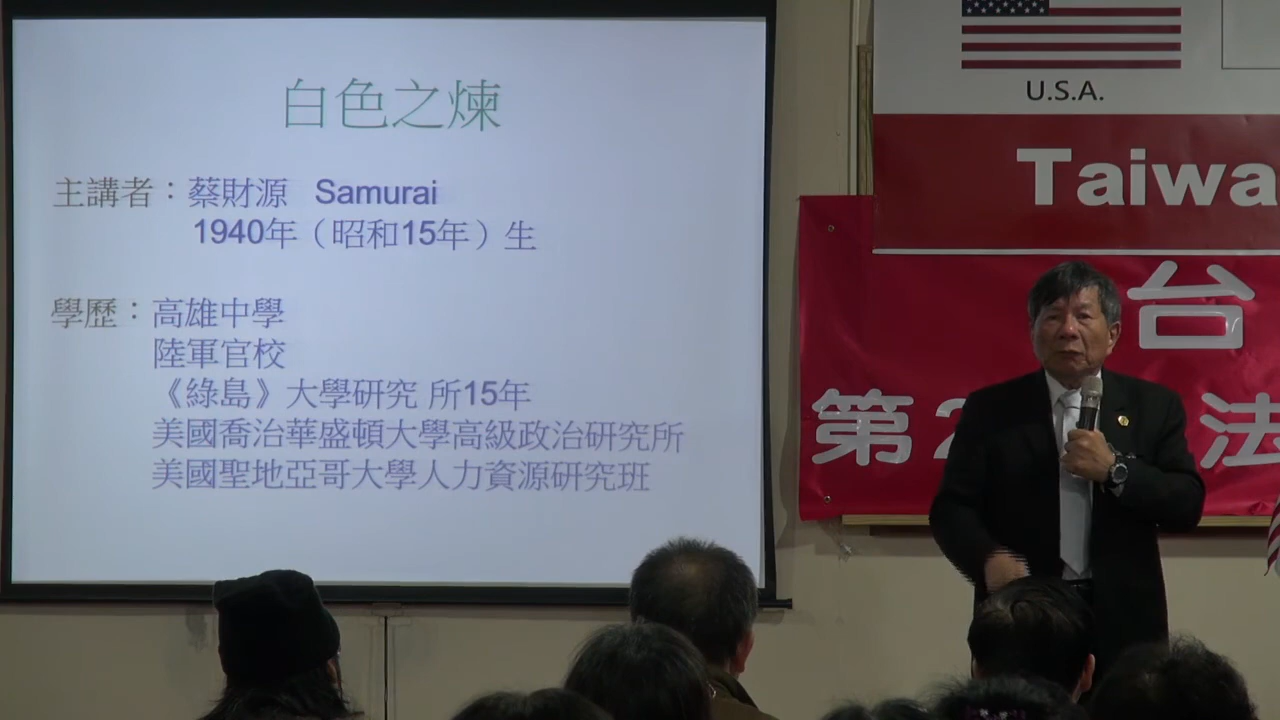 白色之煉
主講者：蔡財源 Samurai
1940年（昭和15年）生
學歷：高雄中學
陸軍官校
《綠島》大學研究 所15年
美國喬治華盛頓大學高級政治研究所
美國聖地亞哥大學人力資源研究班
U.S.A.
Taiwa
台
第2 法